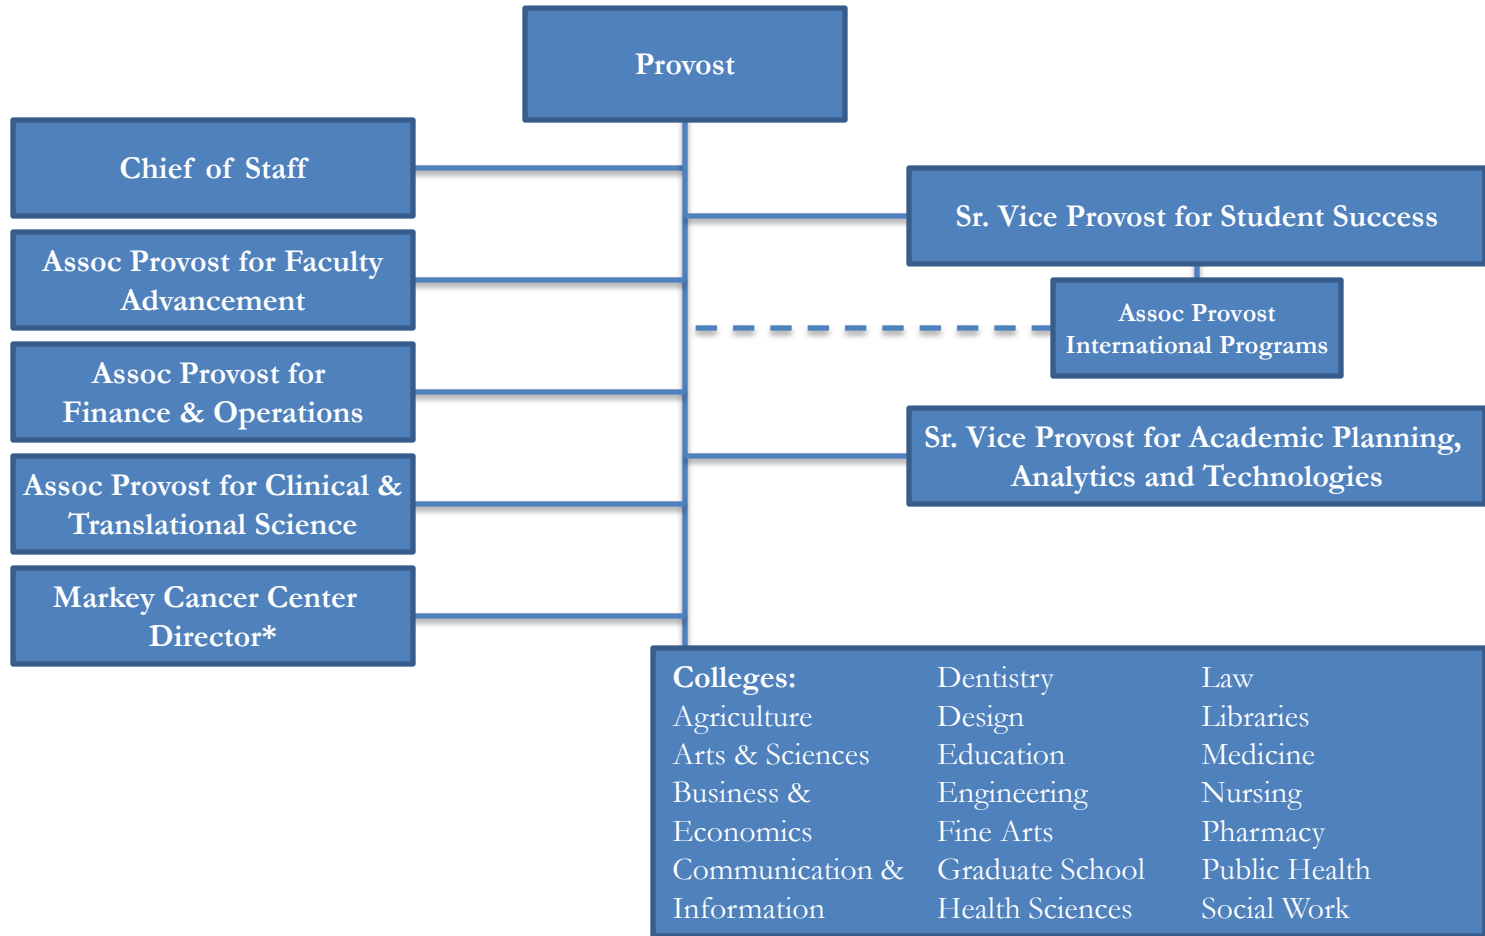 Provost
Chief of Staff
Assoc Provost for Faculty
Advancement
Assoc Provost for
Finance & Operations
Assoc Provost for Clinical &
Translational Science
Markey Cancer Center
Director*
Sr. Vice Provost for Student Success
Assoc Provost
International Programs
Sr. Vice Provost for Academic Planning,
Analytics and Technologies
Colleges:
Agriculture
Arts & Sciences
Business &
Economics
Communication &
Information
Dentistry
Design
Education
Engineering
Fine Arts
Graduate School
Health Sciences
Law
Libraries
Medicine
Nursing
Pharmacy
Public Health
Social Work